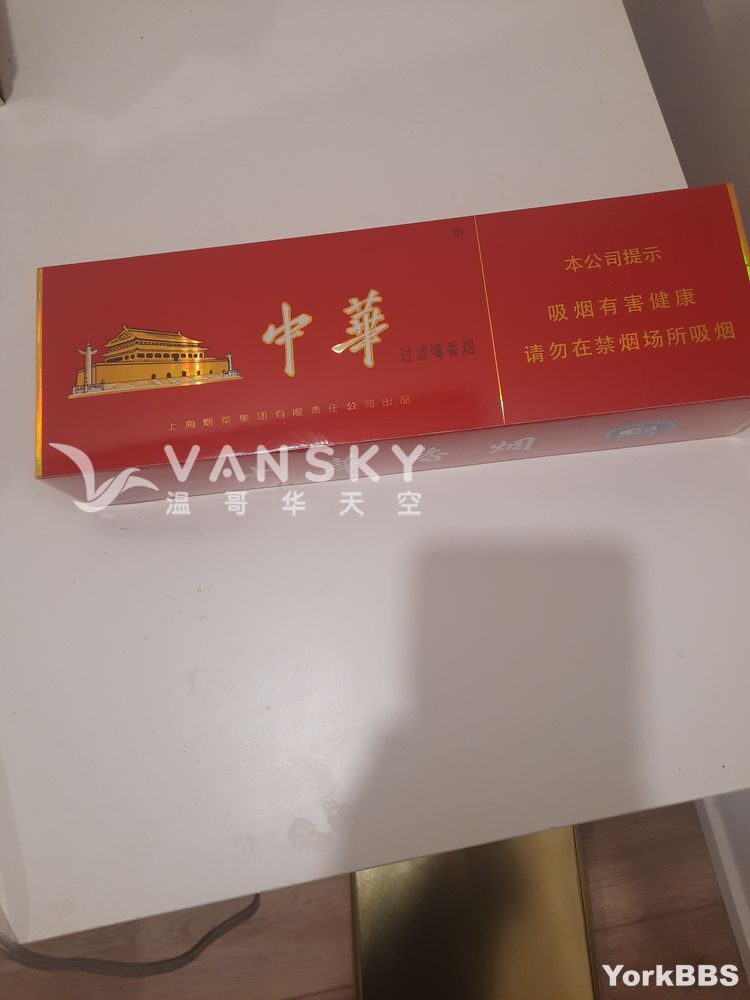 ®
中華
过滤嘴香烟
上海烟草集团有限责任公司出品
本公司提示
吸烟有害健康
请勿在禁烟场所吸烟
VANSKY
温哥华天空
YorkBBS